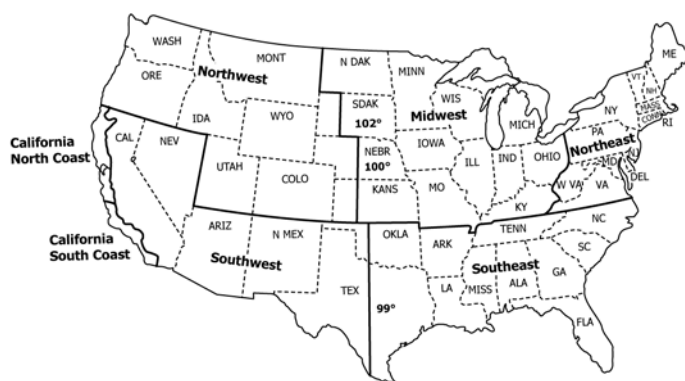 WASH
MONT
N DAK
MINN
ME
ORE
Northwest
SDAK
WIS
VT
NH
IDA
WYO
102°
Midwest
MICH
NY
MASS
CONN
RI
California
North Coast
CAL
NEV
NEBR
IOWA
PA
NJ
Northeast
UTAH
COLO
100°
ILL
IND
OHIO
MD
DEL
KANS
MO
W VA
VA
KY
California
South Coast
ARIZ
N MEX
OKLA
ARK
TENN
NC
Southwest
Southeast
SC
TEX
99°
LA
MISS
ALA
GA
FLA